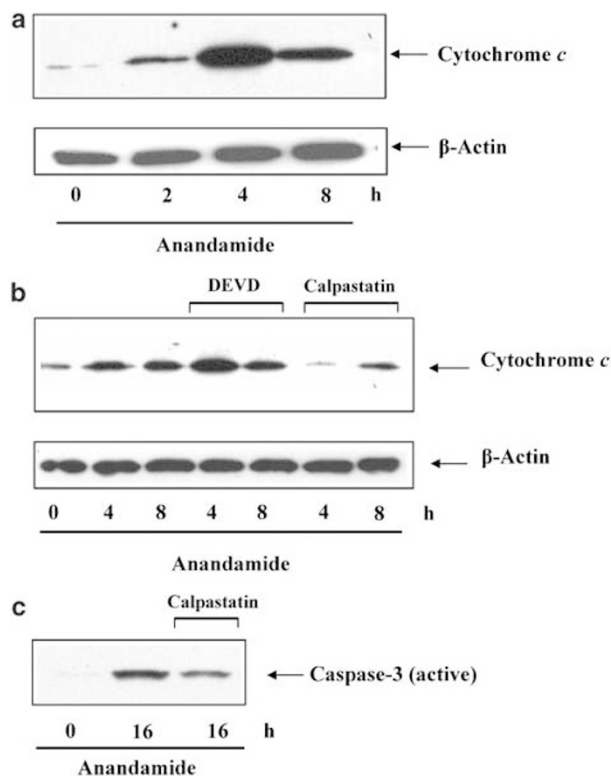 a
Cytochrome c
β-Actin
0 2 4 8 h
Anandamide
b
DEVD Calpastatin
Cytochrome c
β-Actin
0 4 8 4 8 4 8 h
Anandamide
c
Calpastatin
Caspase-3 (active)
0 16 16 h
Anandamide